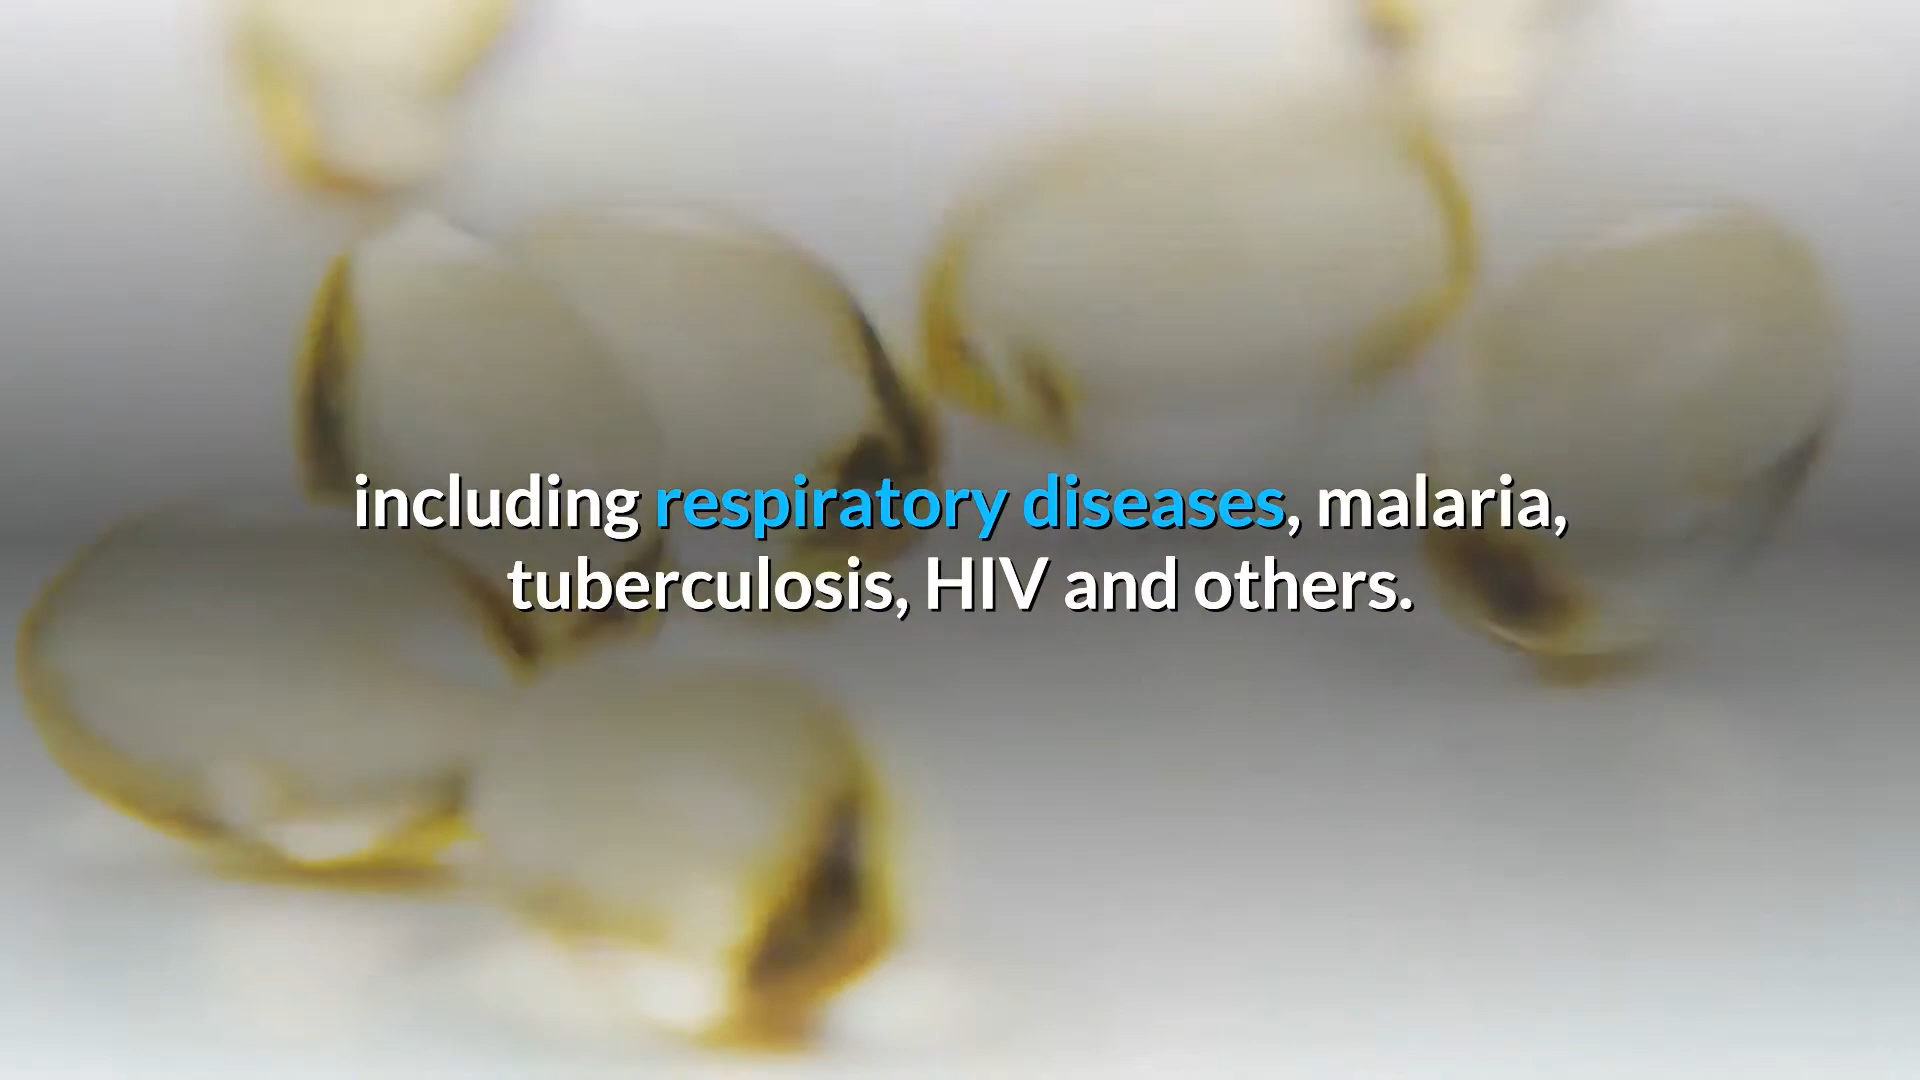 including respiratory diseases, malaria,
tuberculosis, HIV and others.